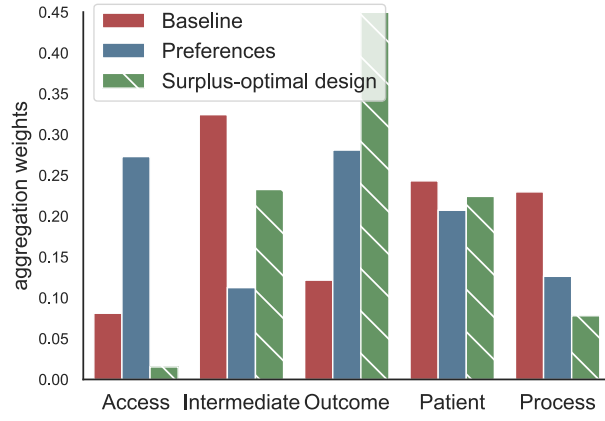 Baseline
Preferences
Surplus-optimal design
aggregation weights
0.45
0.40
0.35
0.30
0.25
0.20
0.15
0.10
0.05
0.00
Access Intermediate Outcome Patient Process